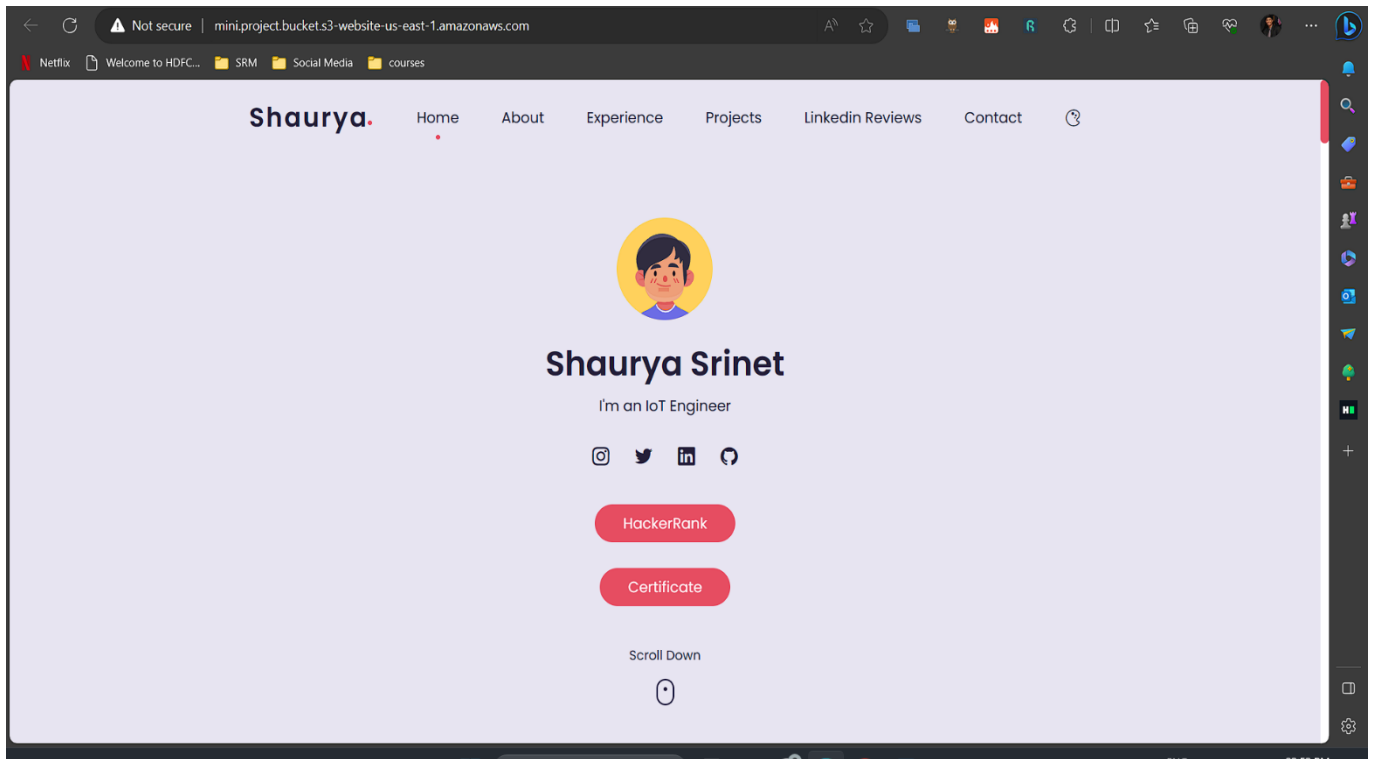 Not secure | mini.project.bucket.s3-website-us-east-1.amazonaws.com
Netflix Welcome to HDFC... SRM Social Media courses
Shaurya. Home About Experience Projects Linkedin Reviews Contact
Shaurya Srinet
I'm an IoT Engineer
HackerRank
Certificate
Scroll Down